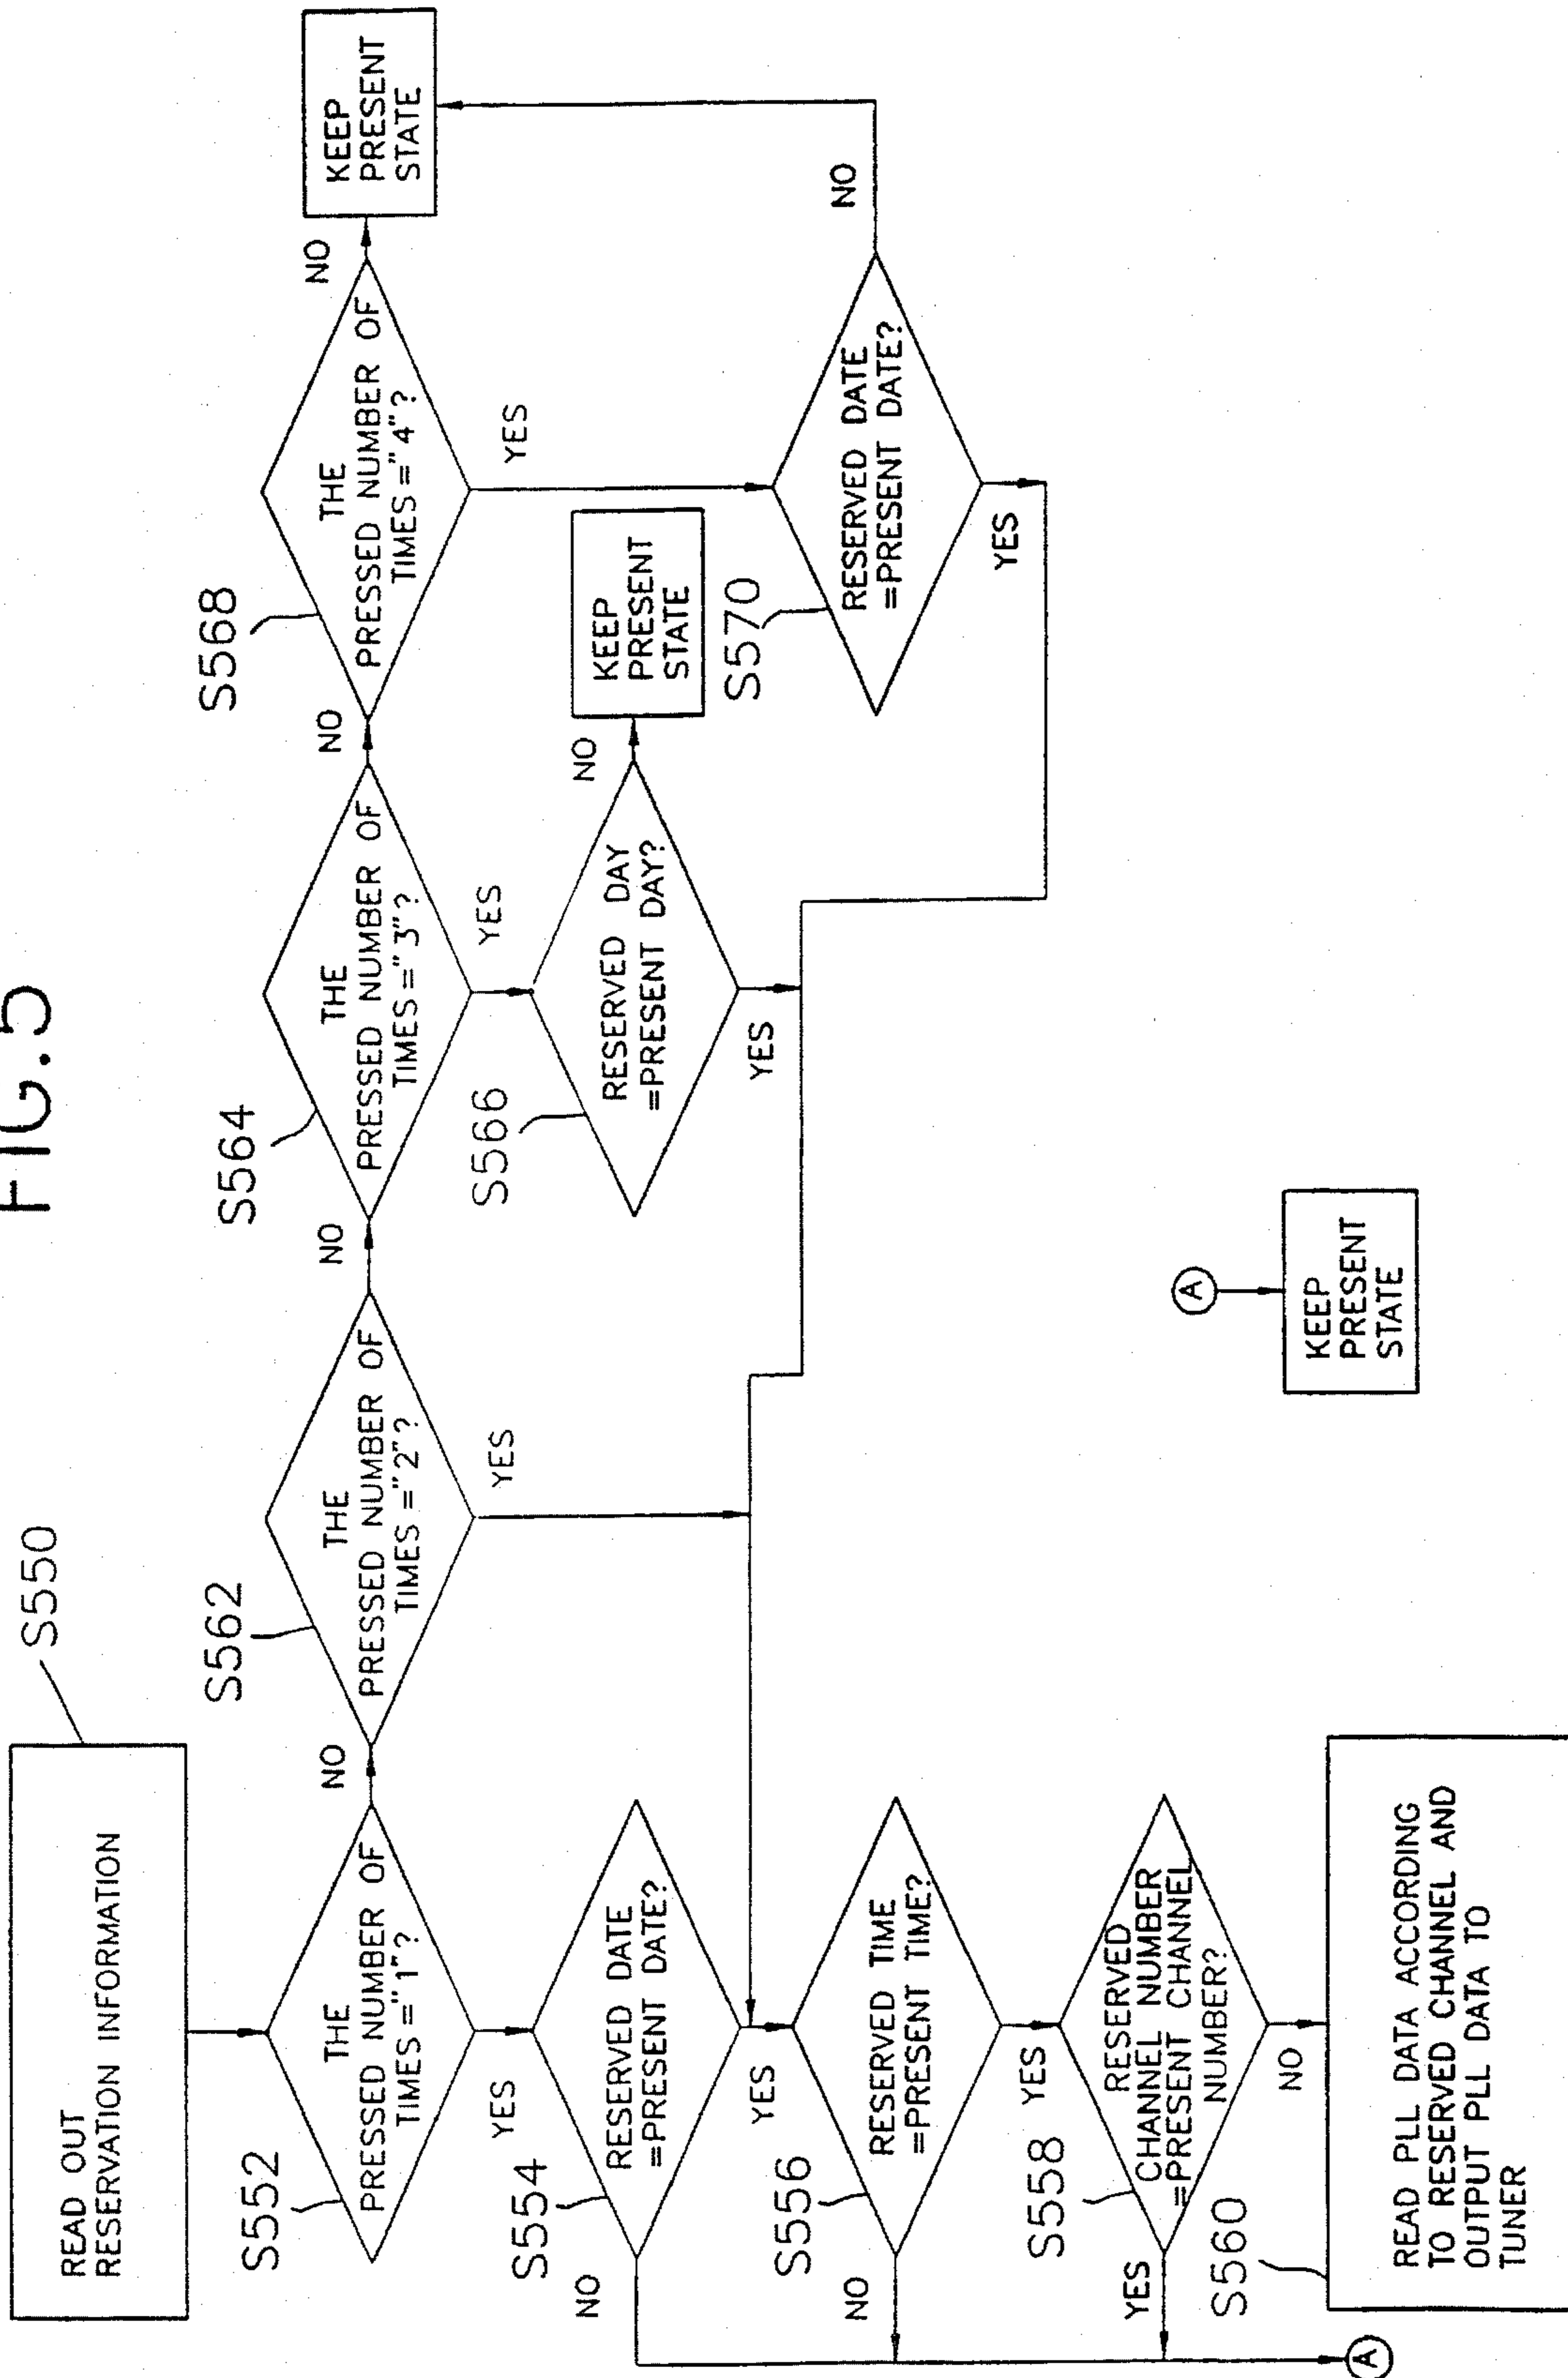 FIG.5
READ OUT
RESERVATION INFORMATION
S550
THE
PRESSED NUMBER OF
TIMES ="1"?
S552
NO
YES
THE
PRESSED NUMBER OF
TIMES ="2"?
S562
NO
YES
THE
PRESSED NUMBER OF
TIMES ="3"?
S564
NO
YES
THE
PRESSED NUMBER OF
TIMES ="4"?
S568
NO
YES
KEEP
PRESENT
STATE
RESERVED DATE
=PRESENT DATE?
S554
NO
YES
RESERVED DAY
=PRESENT DAY?
S566
NO
YES
KEEP
PRESENT
STATE
RESERVED DATE
=PRESENT DATE?
S570
NO
YES
RESERVED TIME
=PRESENT TIME?
S556
NO
YES
RESERVED
CHANNEL NUMBER
=PRESENT CHANNEL
NUMBER?
S558
YES
NO
READ PLL DATA ACCORDING
TO RESERVED CHANNEL AND
OUTPUT PLL DATA TO
TUNER
S560
A
A
KEEP
PRESENT
STATE